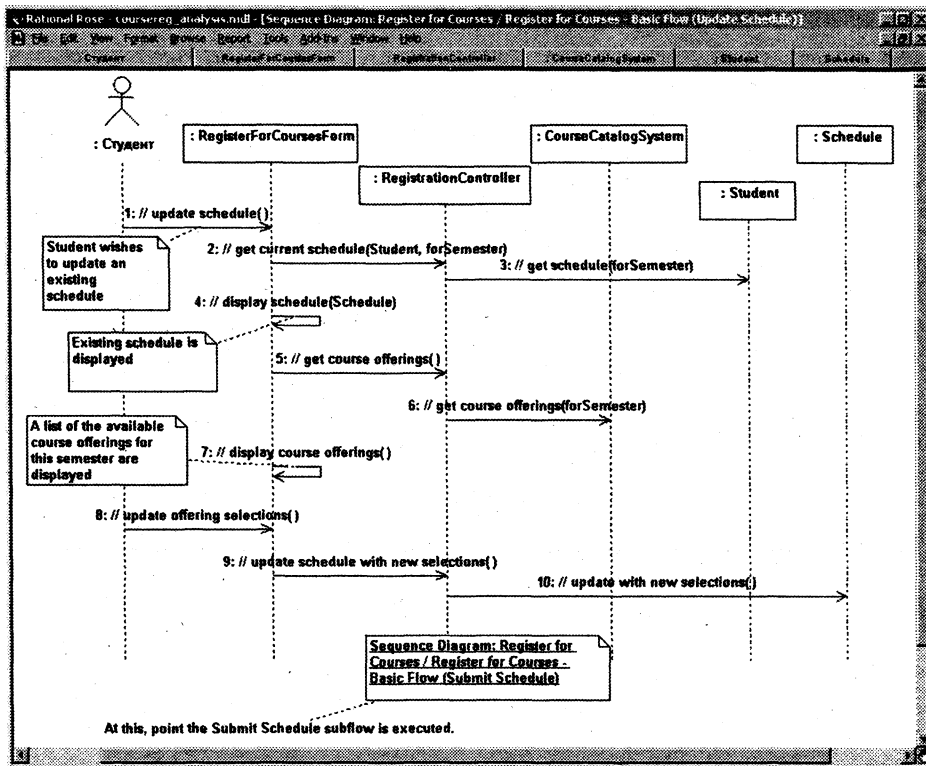 Rational Rose - coursereg_analysis.mdl - [Sequence Diagram: Register for Courses / Register for Courses - Basic Flow (Update Schedule)]
File Edit View Format Browse Report Tools Add-Ins Window Help
: Студент : RegisterForCoursesForm : RegistrationController : CourseCatalogSystem : Student : Schedule
: Студент
: RegisterForCoursesForm
: RegistrationController
: CourseCatalogSystem
: Student
: Schedule
1: // update schedule( )
Student wishes
to update an
existing
schedule
2: // get current schedule(Student, forSemester)
3: // get schedule(forSemester)
4: // display schedule(Schedule)
Existing schedule is
displayed
5: // get course offerings( )
6: // get course offerings(forSemester)
A list of the available
course offerings for
this semester are
displayed
7: // display course offerings( )
8: // update offering selections( )
9: // update schedule with new selections( )
10: // update with new selections( )
Sequence Diagram: Register for
Courses / Register for Courses -
Basic Flow (Submit Schedule)
At this, point the Submit Schedule subflow is executed.